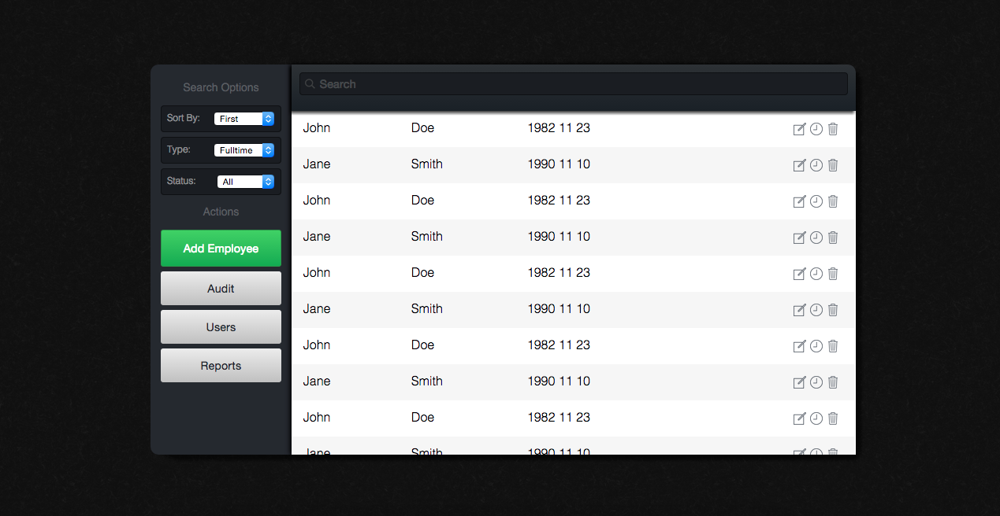 Search Options
Sort By: First
Type: Fulltime
Status: All
Actions
Add Employee
Audit
Users
Reports
Search
John Doe 1982 11 23
Jane Smith 1990 11 10
John Doe 1982 11 23
Jane Smith 1990 11 10
John Doe 1982 11 23
Jane Smith 1990 11 10
John Doe 1982 11 23
Jane Smith 1990 11 10
John Doe 1982 11 23
Jane Smith 1990 11 10